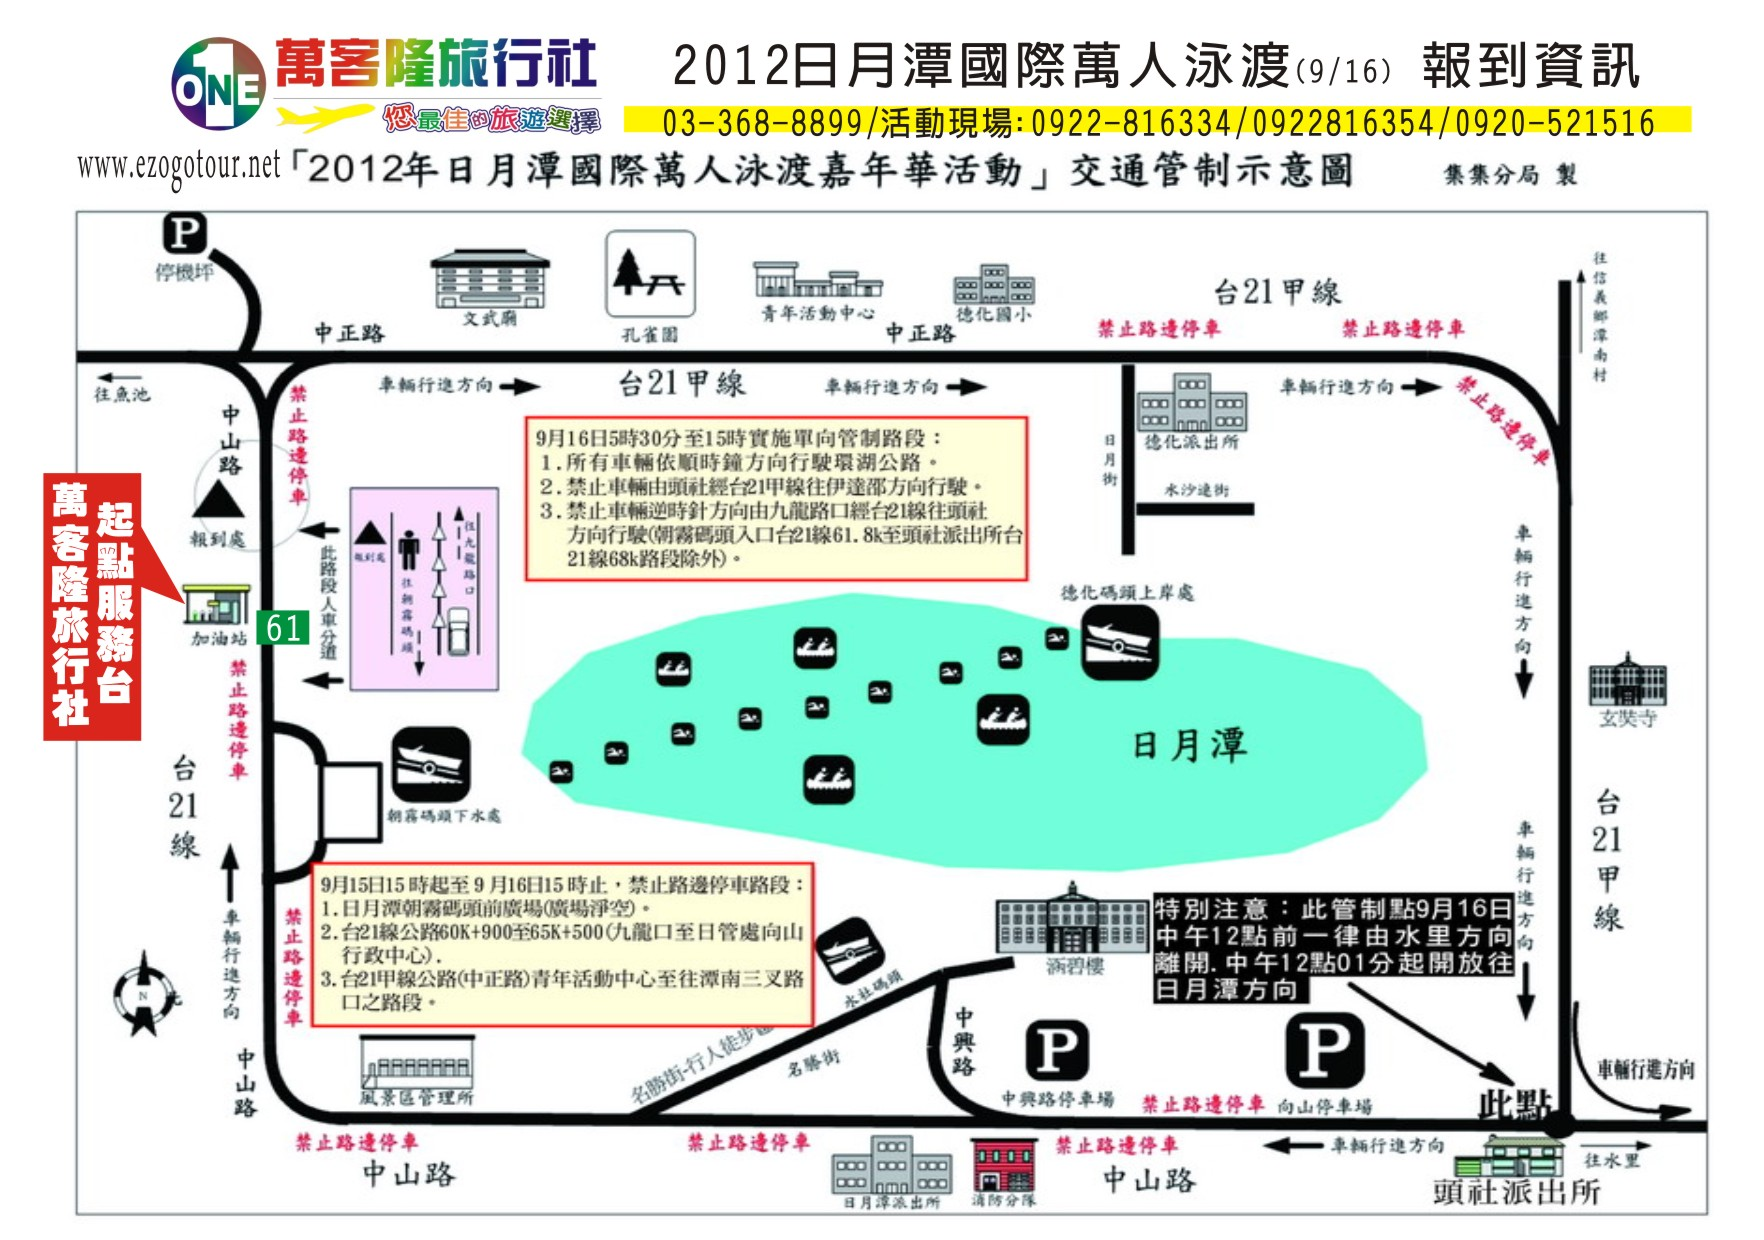 ONE
萬客隆旅行社
您最佳的旅遊選擇
2012日月潭國際萬人泳渡(9/16) 報到資訊
03-368-8899/活動現場:0922-816334/0922816354/0920-521516
www.ezogotour.net「2012年日月潭國際萬人泳渡嘉年華活動」交通管制示意圖 集集分局 製
P
停機坪
文武廟
孔雀園
青年活動中心
德化國小
台21甲線
往信義鄉潭南村
中正路
中正路
禁止路邊停車
禁止路邊停車
往魚池
車輛行進方向
台21甲線
車輛行進方向
車輛行進方向
禁止路邊停車
中山路
禁止路邊停車
德化派出所
日月街
水沙連街
9月16日5時30分至15時實施單向管制路段：
1.所有車輛依順時鐘方向行駛環湖公路。
2.禁止車輛由頭社經台21甲線往伊達邵方向行駛。
3.禁止車輛逆時針方向由九龍路口經台21線往頭社
方向行駛(朝霧碼頭入口台21線61.8k至頭社派出所台
21線68k路段除外)。
報到處
起點服務台
萬客隆旅行社
加油站
61
此路段人車分道
報到處
往朝霧碼頭
往九龍路口
德化碼頭上岸處
車輛行進方向
玄奘寺
禁止路邊停車
日月潭
台21線
朝霧碼頭下水處
台21甲線
車輛行進方向
9月15日15時起至9月16日15時止，禁止路邊停車路段：
1.日月潭朝霧碼頭前廣場(廣場淨空)。
2.台21線公路60K+900至65K+500(九龍口至日管處向山
行政中心).
3.台21甲線公路(中正路)青年活動中心至往潭南三叉路
口之路段。
車輛行進方向
禁止路邊停車
水社碼頭
涵碧樓
特別注意：此管制點9月16日
中午12點前一律由水里方向
離開.中午12點01分起開放往
日月潭方向
N
北
中山路
風景區管理所
名勝街-行人徒步
名勝街
中興路
P
中興路停車場
禁止路邊停車
P
向山停車場
此點
車輛行進方向
禁止路邊停車
中山路
禁止路邊停車
日月潭派出所
消防分隊
禁止路邊停車
中山路
車輛行進方向
往水里
頭社派出所